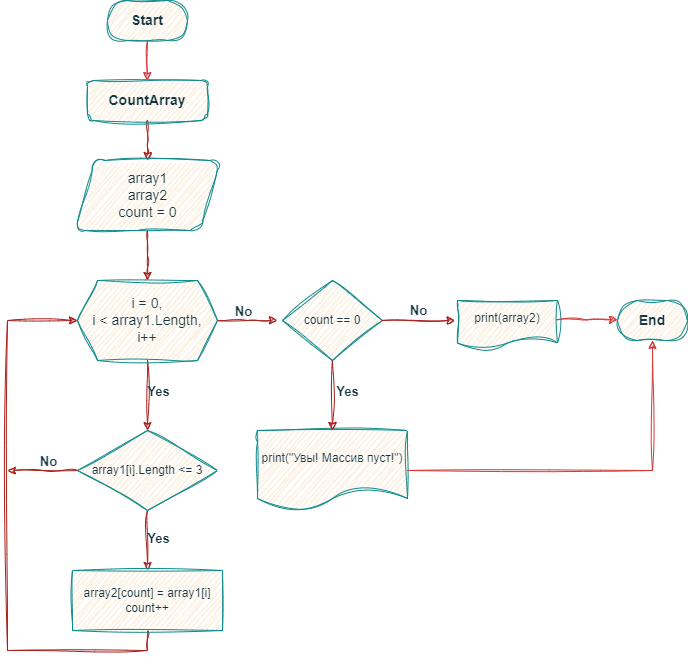 Start
CountArray
array1
array2
count = 0
i = 0,
i < array1.Length,
i++
No
count == 0
No
print(array2)
End
Yes
Yes
print("Увы! Массив пуст!")
array1[i].Length <= 3
No
Yes
array2[count] = array1[i]
count++